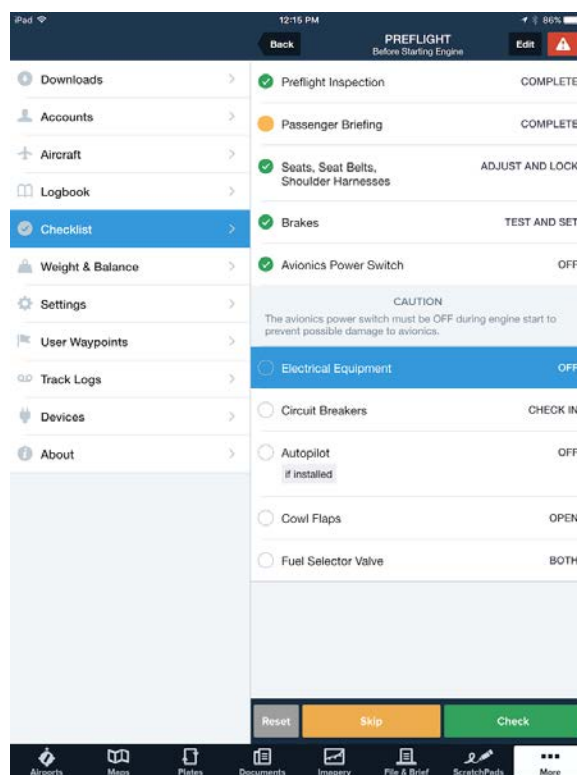 iPad
12:15 PM
86%
Back
PREFLIGHT
Before Starting Engine
Edit
Downloads
Accounts
Aircraft
Logbook
Checklist
Weight & Balance
Settings
User Waypoints
Track Logs
Devices
About
Preflight Inspection COMPLETE
Passenger Briefing COMPLETE
Seats, Seat Belts, ADJUST AND LOCK
Shoulder Harnesses
Brakes TEST AND SET
Avionics Power Switch OFF
CAUTION
The avionics power switch must be OFF during engine start to
prevent possible damage to avionics.
Electrical Equipment OFF
Circuit Breakers CHECK IN
Autopilot OFF
if installed
Cowl Flaps OPEN
Fuel Selector Valve BOTH
Reset
Skip
Check
Airports
Maps
Plates
Documents
Imagery
File & Brief
ScratchPads
More